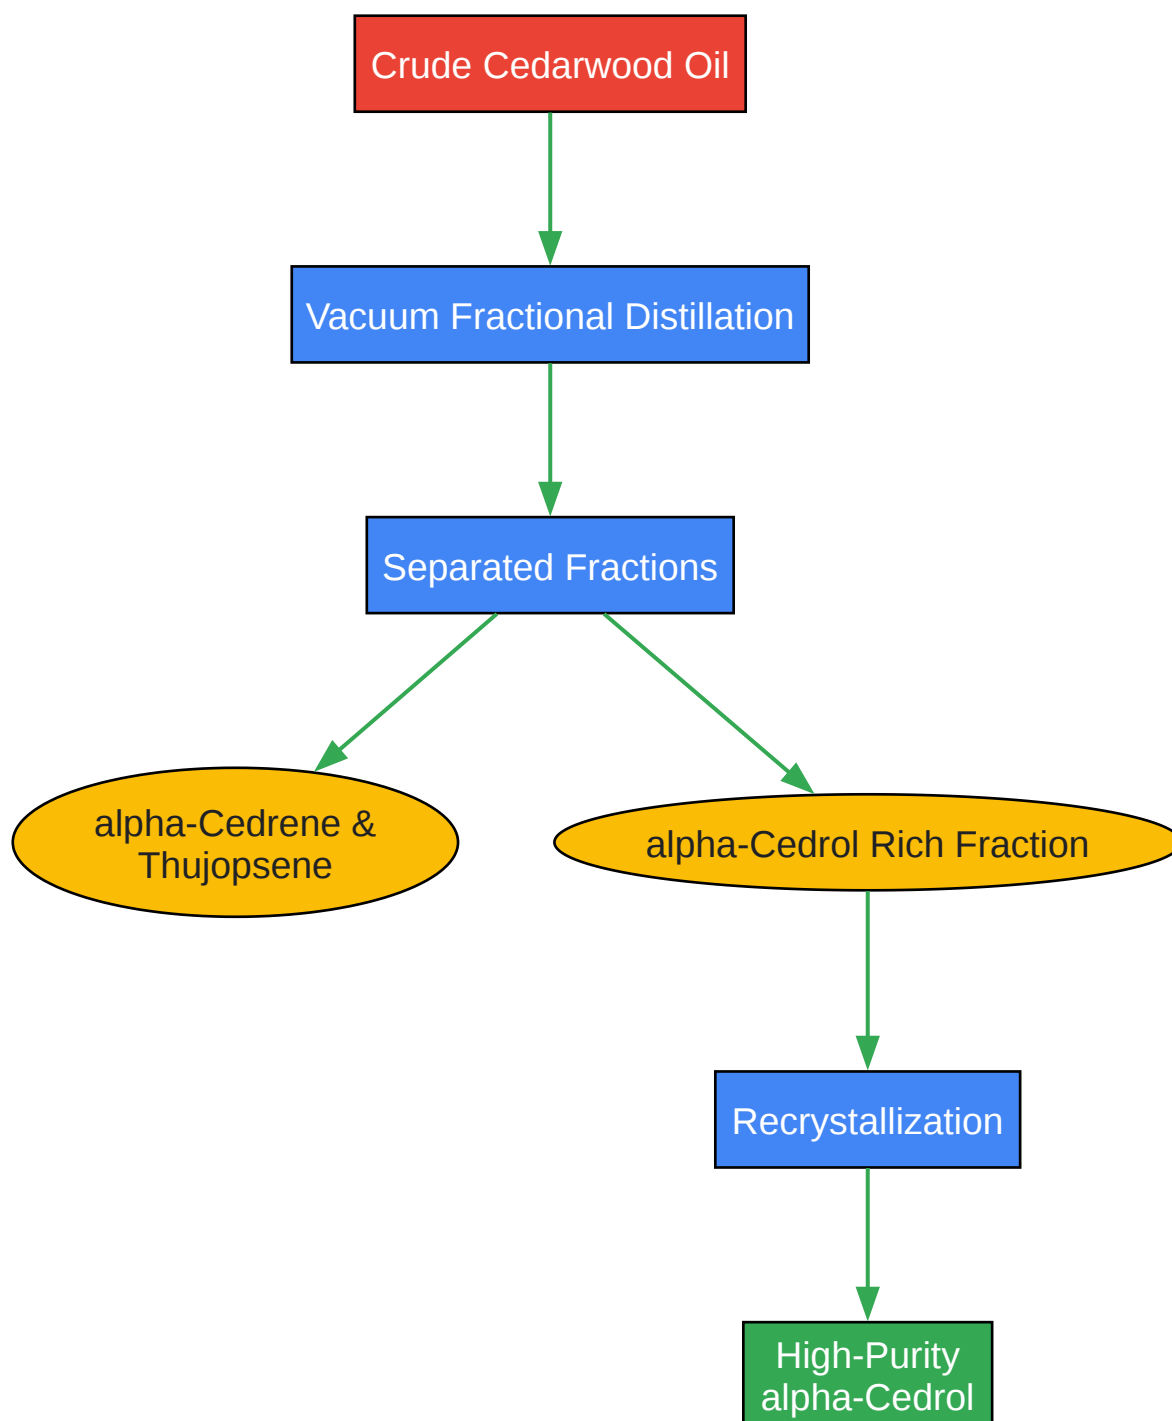 Crude Cedarwood Oil
Vacuum Fractional Distillation
Separated Fractions
alpha-Cedrene &
Thujopsene
alpha-Cedrol Rich Fraction
Recrystallization
High-Purity
alpha-Cedrol